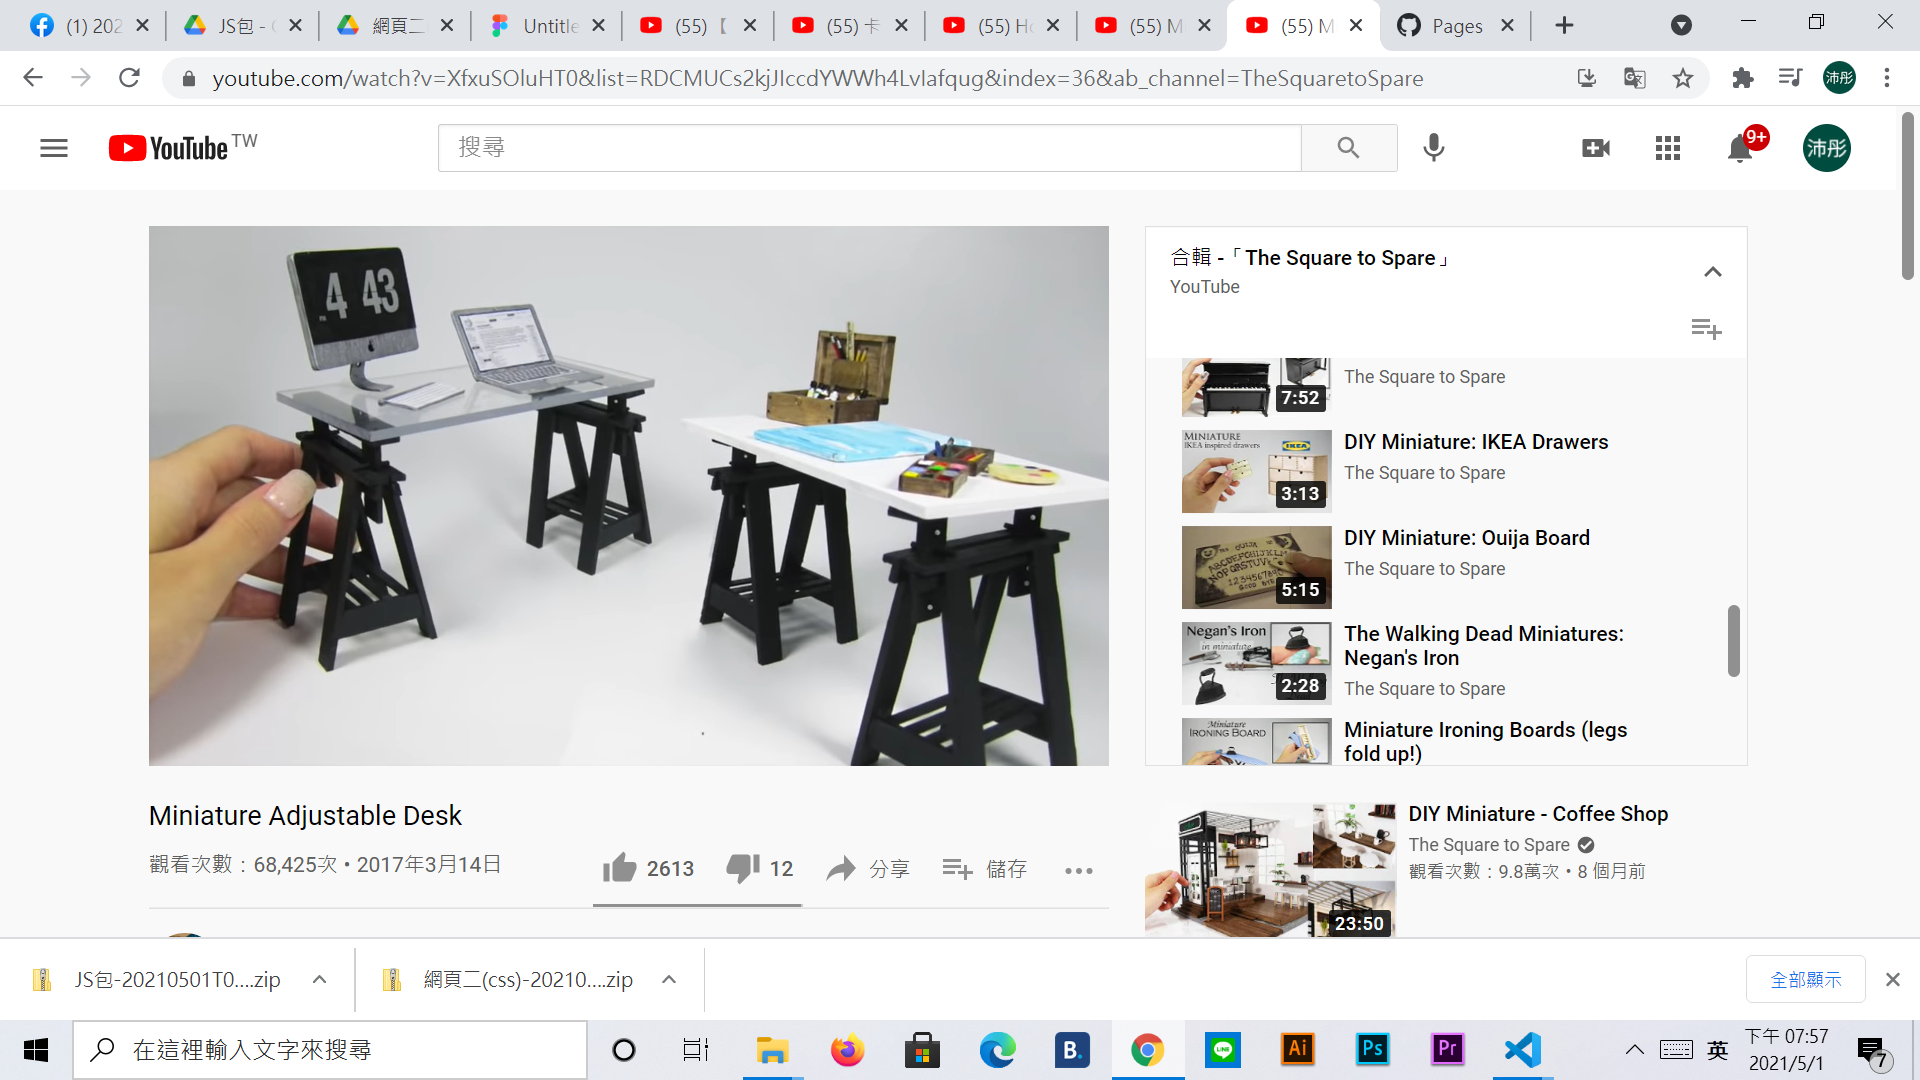 (1) 202
JS包 - (
網頁二
Untitle
(55) 【
(55) 卡
(55) Ho
(55) M
(55) M
Pages
youtube.com/watch?v=XfxuSOluHT0&list=RDCMUCs2kjJIccdYWWh4LvIafqug&index=36&ab_channel=TheSquaretoSpare
沛彤
YouTube TW
搜尋
9+
沛彤
4 43
PM
合輯 -「The Square to Spare」
YouTube
The Square to Spare
7:52
MINIATURE
IKEA inspired drawers
IKEA
3:13
DIY Miniature: IKEA Drawers
The Square to Spare
5:15
DIY Miniature: Ouija Board
The Square to Spare
Negan's Iron
in miniature
2:28
The Walking Dead Miniatures:
Negan's Iron
The Square to Spare
Miniature
IRONING BOARD
Miniature Ironing Boards (legs
fold up!)
Miniature Adjustable Desk
觀看次數：68,425次 • 2017年3月14日
2613
12
分享
儲存
23:50
DIY Miniature - Coffee Shop
The Square to Spare
觀看次數：9.8萬次 • 8 個月前
JS包-20210501T0....zip
網頁二(css)-20210....zip
全部顯示
在這裡輸入文字來搜尋
B.
LINE
Ai
Ps
Pr
英
下午 07:57
2021/5/1
7